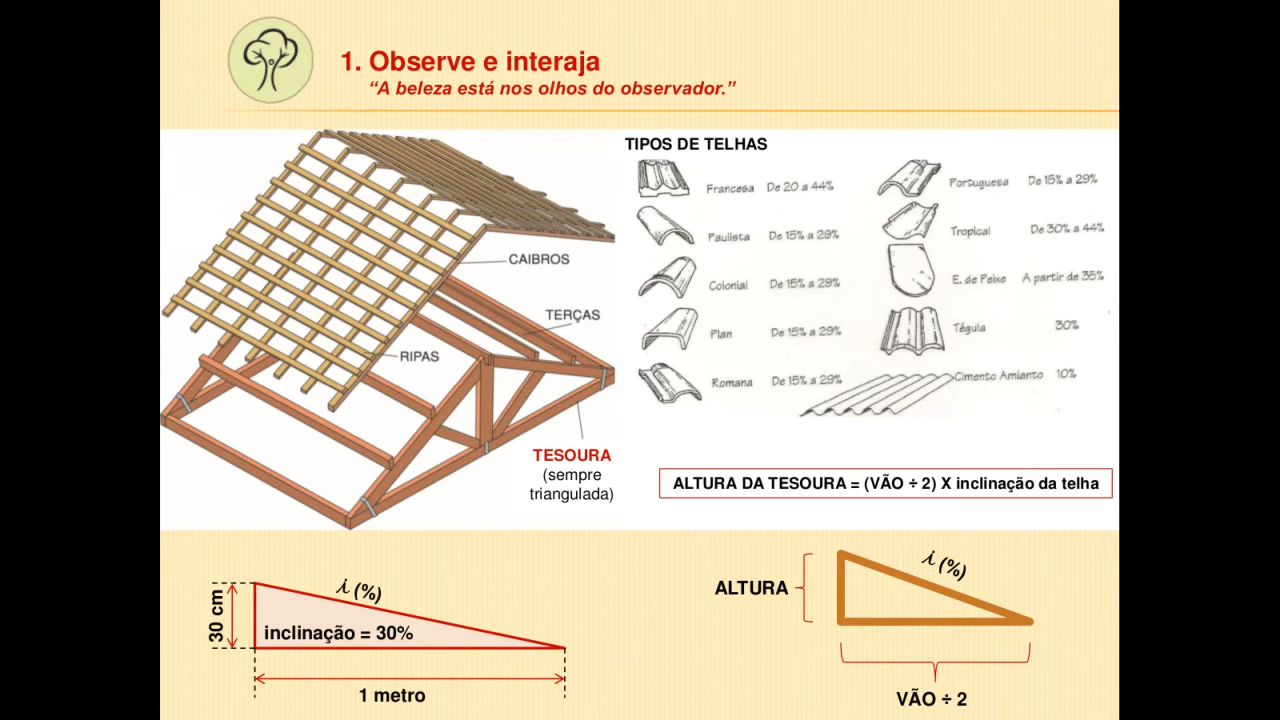 1. Observe e interaja
“A beleza está nos olhos do observador.”
CAIBROS
TERÇAS
RIPAS
TESOURA
(sempre
triangulada)
TIPOS DE TELHAS
Francesa De 20 a 44%
Paulista De 15% a 29%
Colonial De 15% a 29%
Plan De 15% a 29%
Romana De 15% a 29%
Portuguesa De 15% a 29%
Tropical De 30% a 44%
E. de Peixe A partir de 35%
Tégula 30%
Cimento Amianto 10%
ALTURA DA TESOURA = (VÃO ÷ 2) X inclinação da telha
30 cm
i (%)
inclinação = 30%
1 metro
ALTURA
i (%)
VÃO ÷ 2